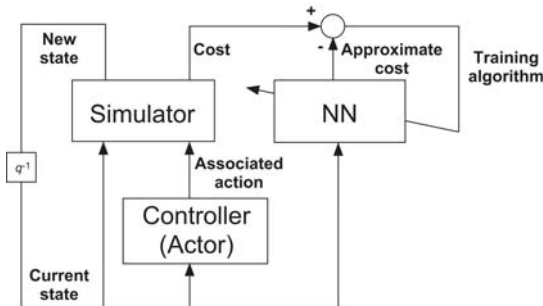 New
state
Cost
+
-
Approximate
cost
Training
algorithm
Simulator
NN
q⁻¹
Associated
action
Controller
(Actor)
Current
state